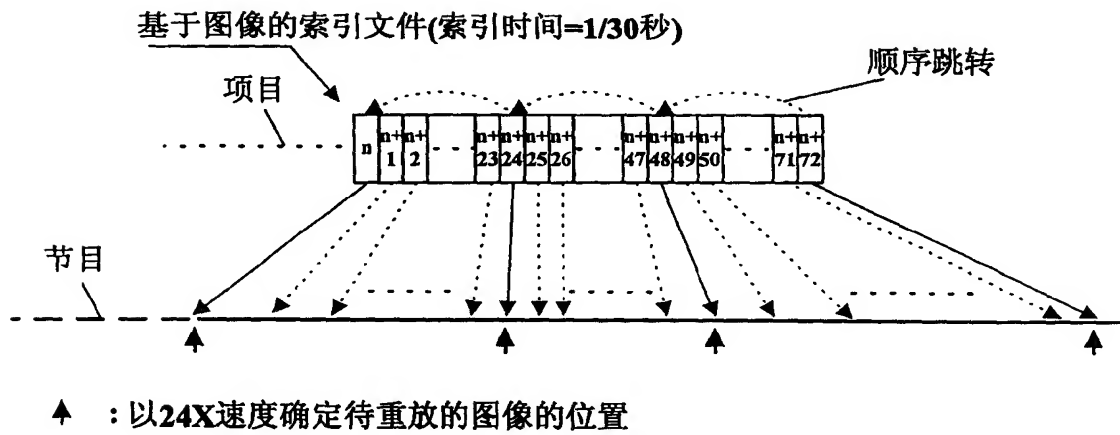 基于图像的索引文件(索引时间=1/30秒)
顺序跳转
项目
n n+1 n+2 n+23 n+24 n+25 n+26 n+47 n+48 n+49 n+50 n+71 n+72
节目
:以24X速度确定待重放的图像的位置